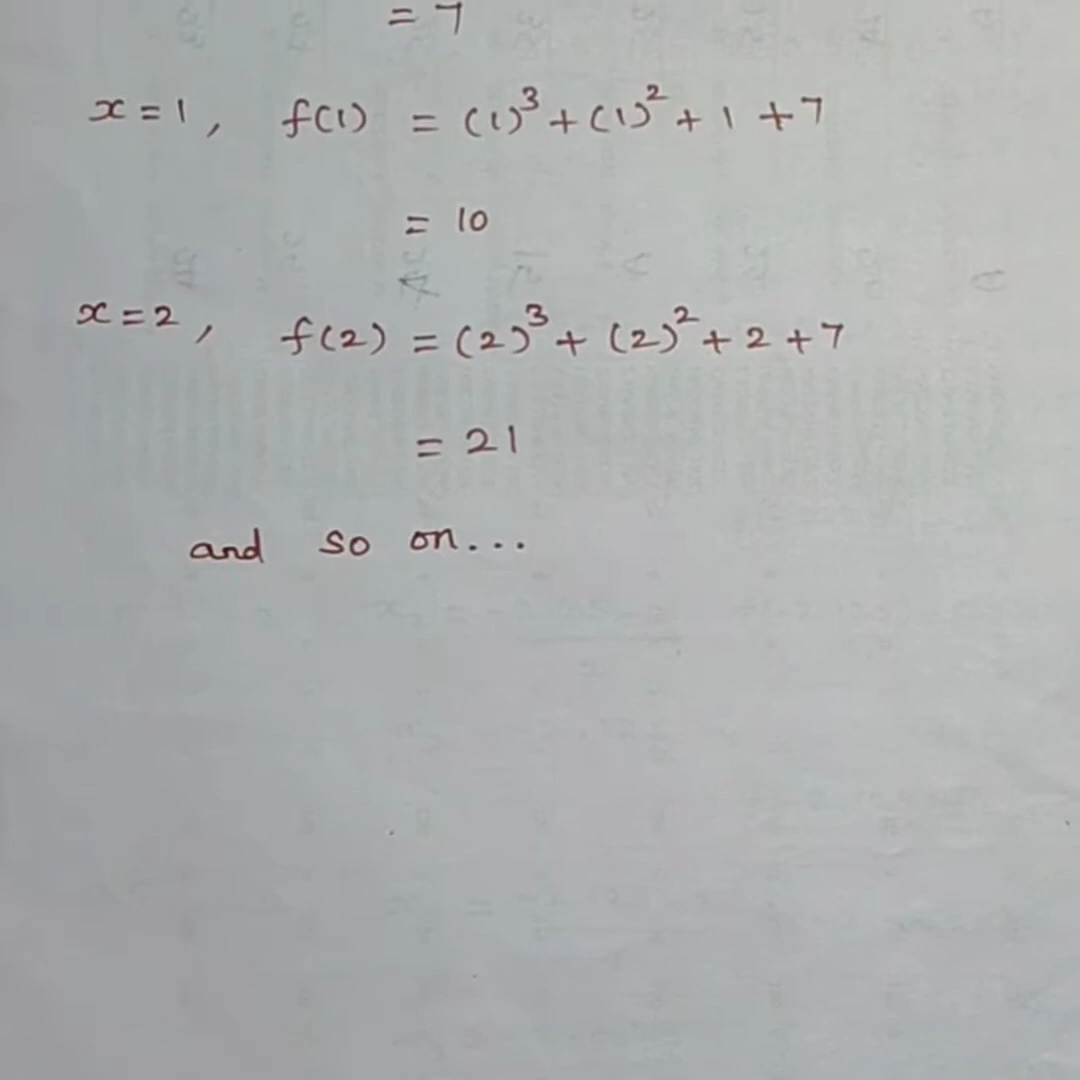 = 7
x = 1, f(1) = (1)³ + (1)² + 1 + 7
= 10
x = 2, f(2) = (2)³ + (2)² + 2 + 7
= 21
and so on...